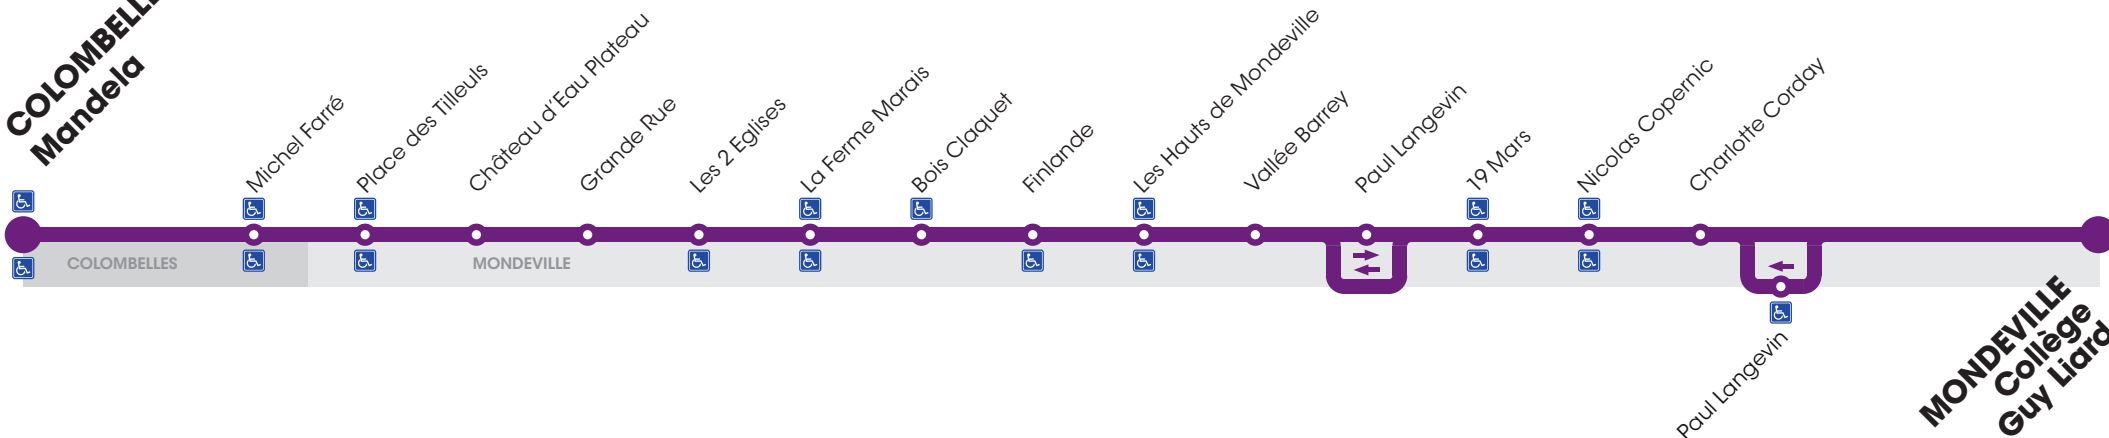 COLOMBELLES
Mandela
Michel Farré
Place des Tilleuls
Château d'Eau Plateau
Grande Rue
Les 2 Eglises
La Ferme Marais
Bois Claquet
Finlande
Les Hauts de Mondeville
Vallée Barrey
Paul Langevin
19 Mars
Nicolas Copernic
Charlotte Corday
COLOMBELLES
MONDEVILLE
Paul Langevin
MONDEVILLE
Collège
Guy Liard